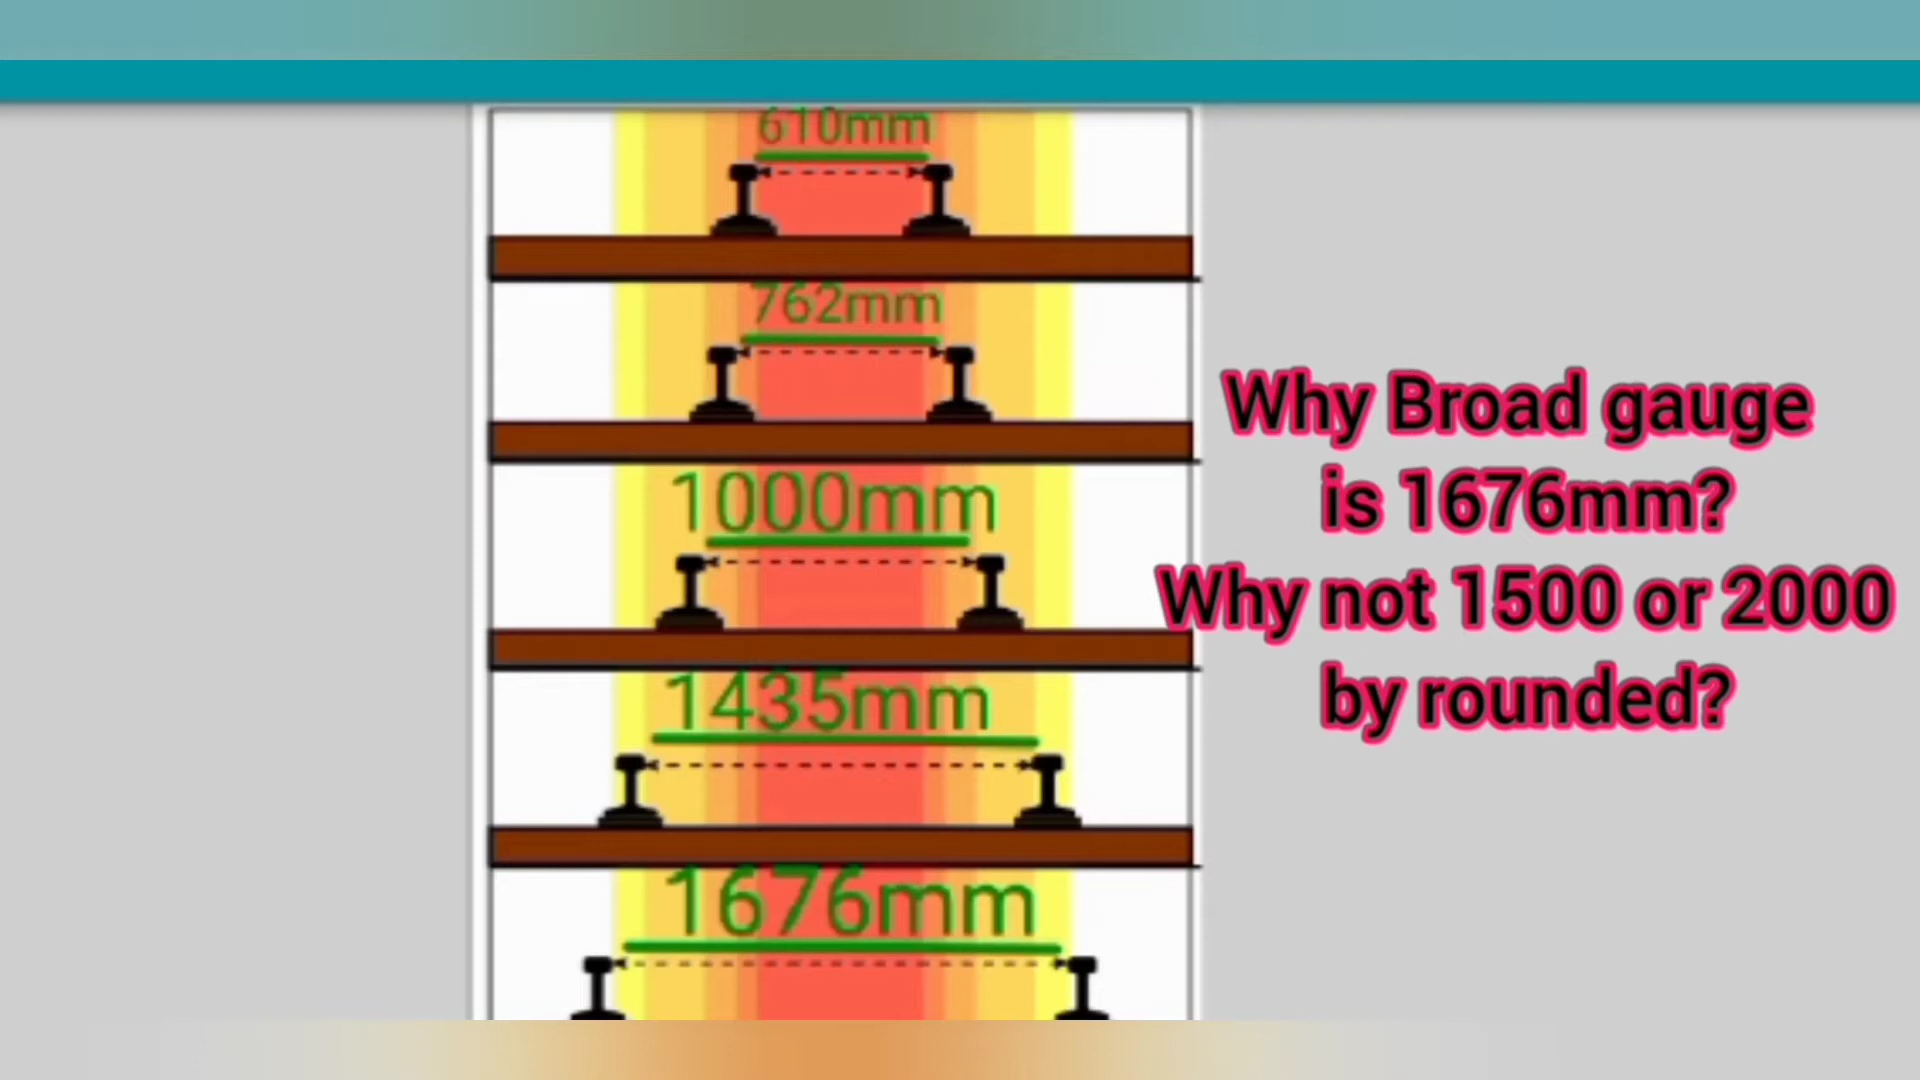 610mm
762mm
1000mm
1435mm
1676mm
Why Broad gauge
is 1676mm?
Why not 1500 or 2000
by rounded?